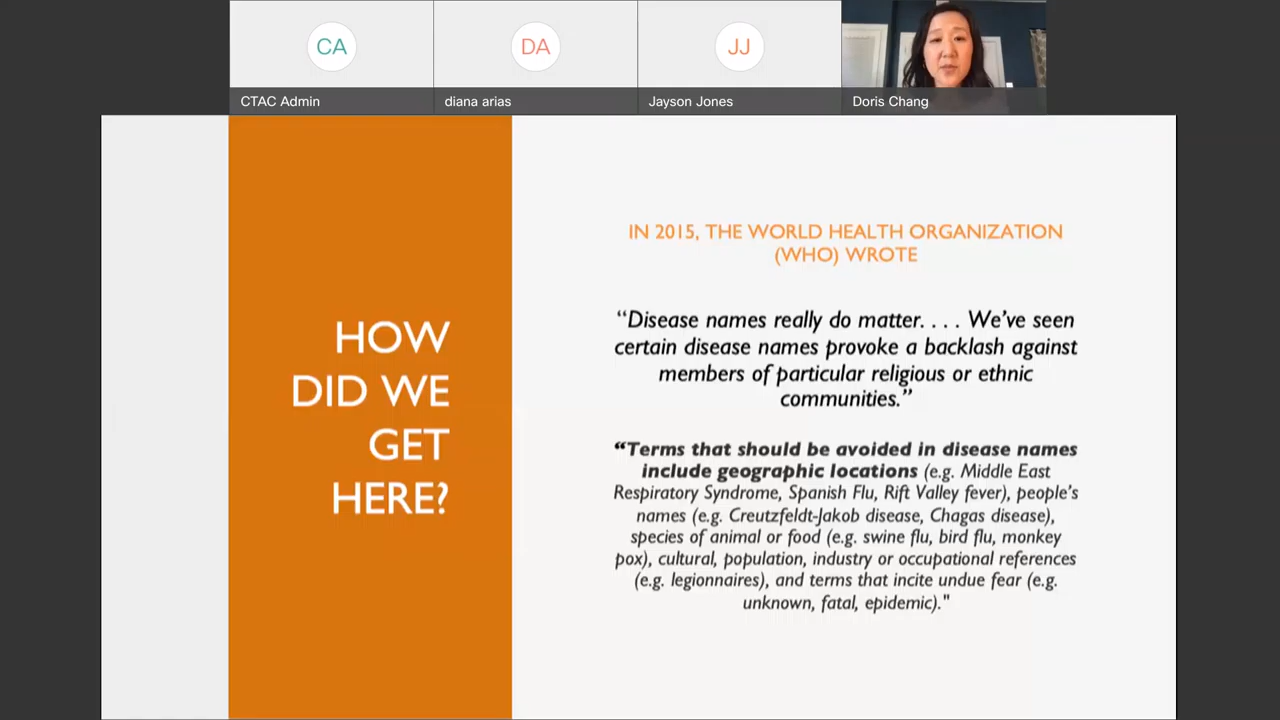 CA
DA
JJ
CTAC Admin
diana arias
Jayson Jones
Doris Chang
HOW
DID WE
GET
HERE?
IN 2015, THE WORLD HEALTH ORGANIZATION
(WHO) WROTE
“Disease names really do matter. . . . We’ve seen
certain disease names provoke a backlash against
members of particular religious or ethnic
communities.”
“Terms that should be avoided in disease names
include geographic locations (e.g. Middle East
Respiratory Syndrome, Spanish Flu, Rift Valley fever), people’s
names (e.g. Creutzfeldt-Jakob disease, Chagas disease),
species of animal or food (e.g. swine flu, bird flu, monkey
pox), cultural, population, industry or occupational references
(e.g. legionnaires), and terms that incite undue fear (e.g.
unknown, fatal, epidemic)."